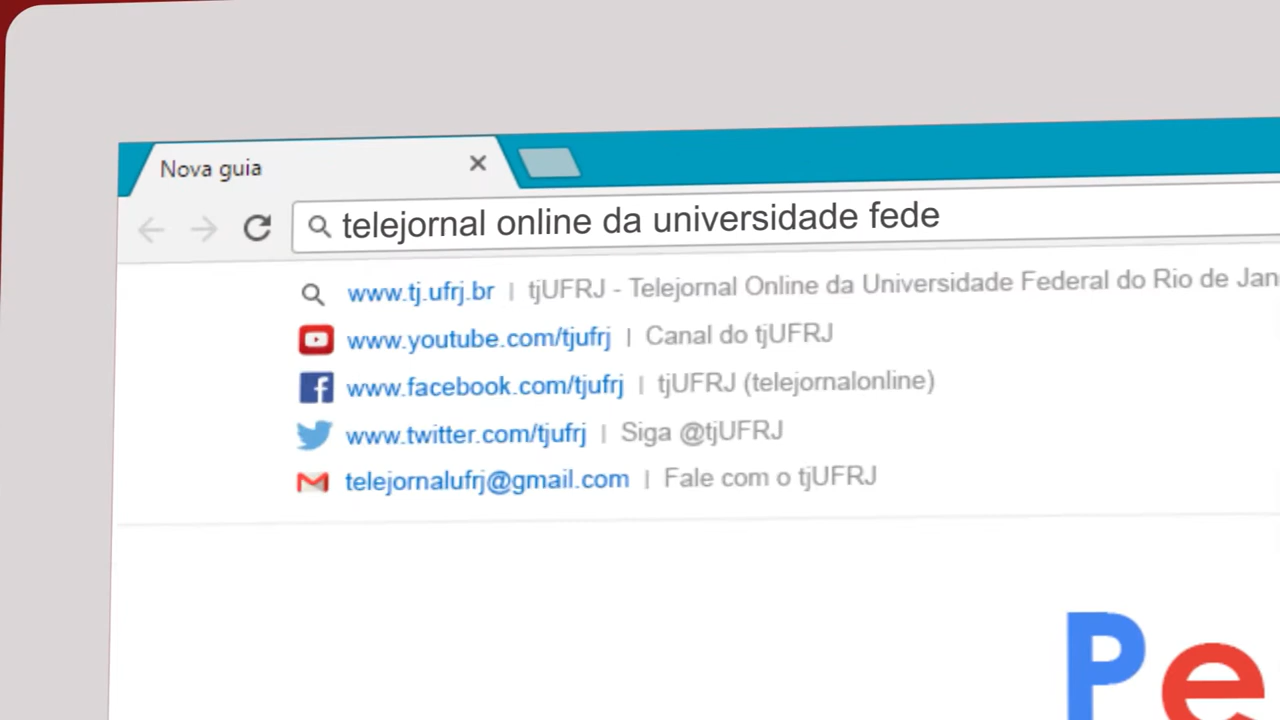 Nova guia
telejornal online da universidade fede
www.tj.ufrj.br | tjUFRJ - Telejornal Online da Universidade Federal do Rio de Jan
www.youtube.com/tjufrj | Canal do tjUFRJ
www.facebook.com/tjufrj | tjUFRJ (telejornalonline)
www.twitter.com/tjufrj | Siga @tjUFRJ
telejornalufrj@gmail.com | Fale com o tjUFRJ
Pe